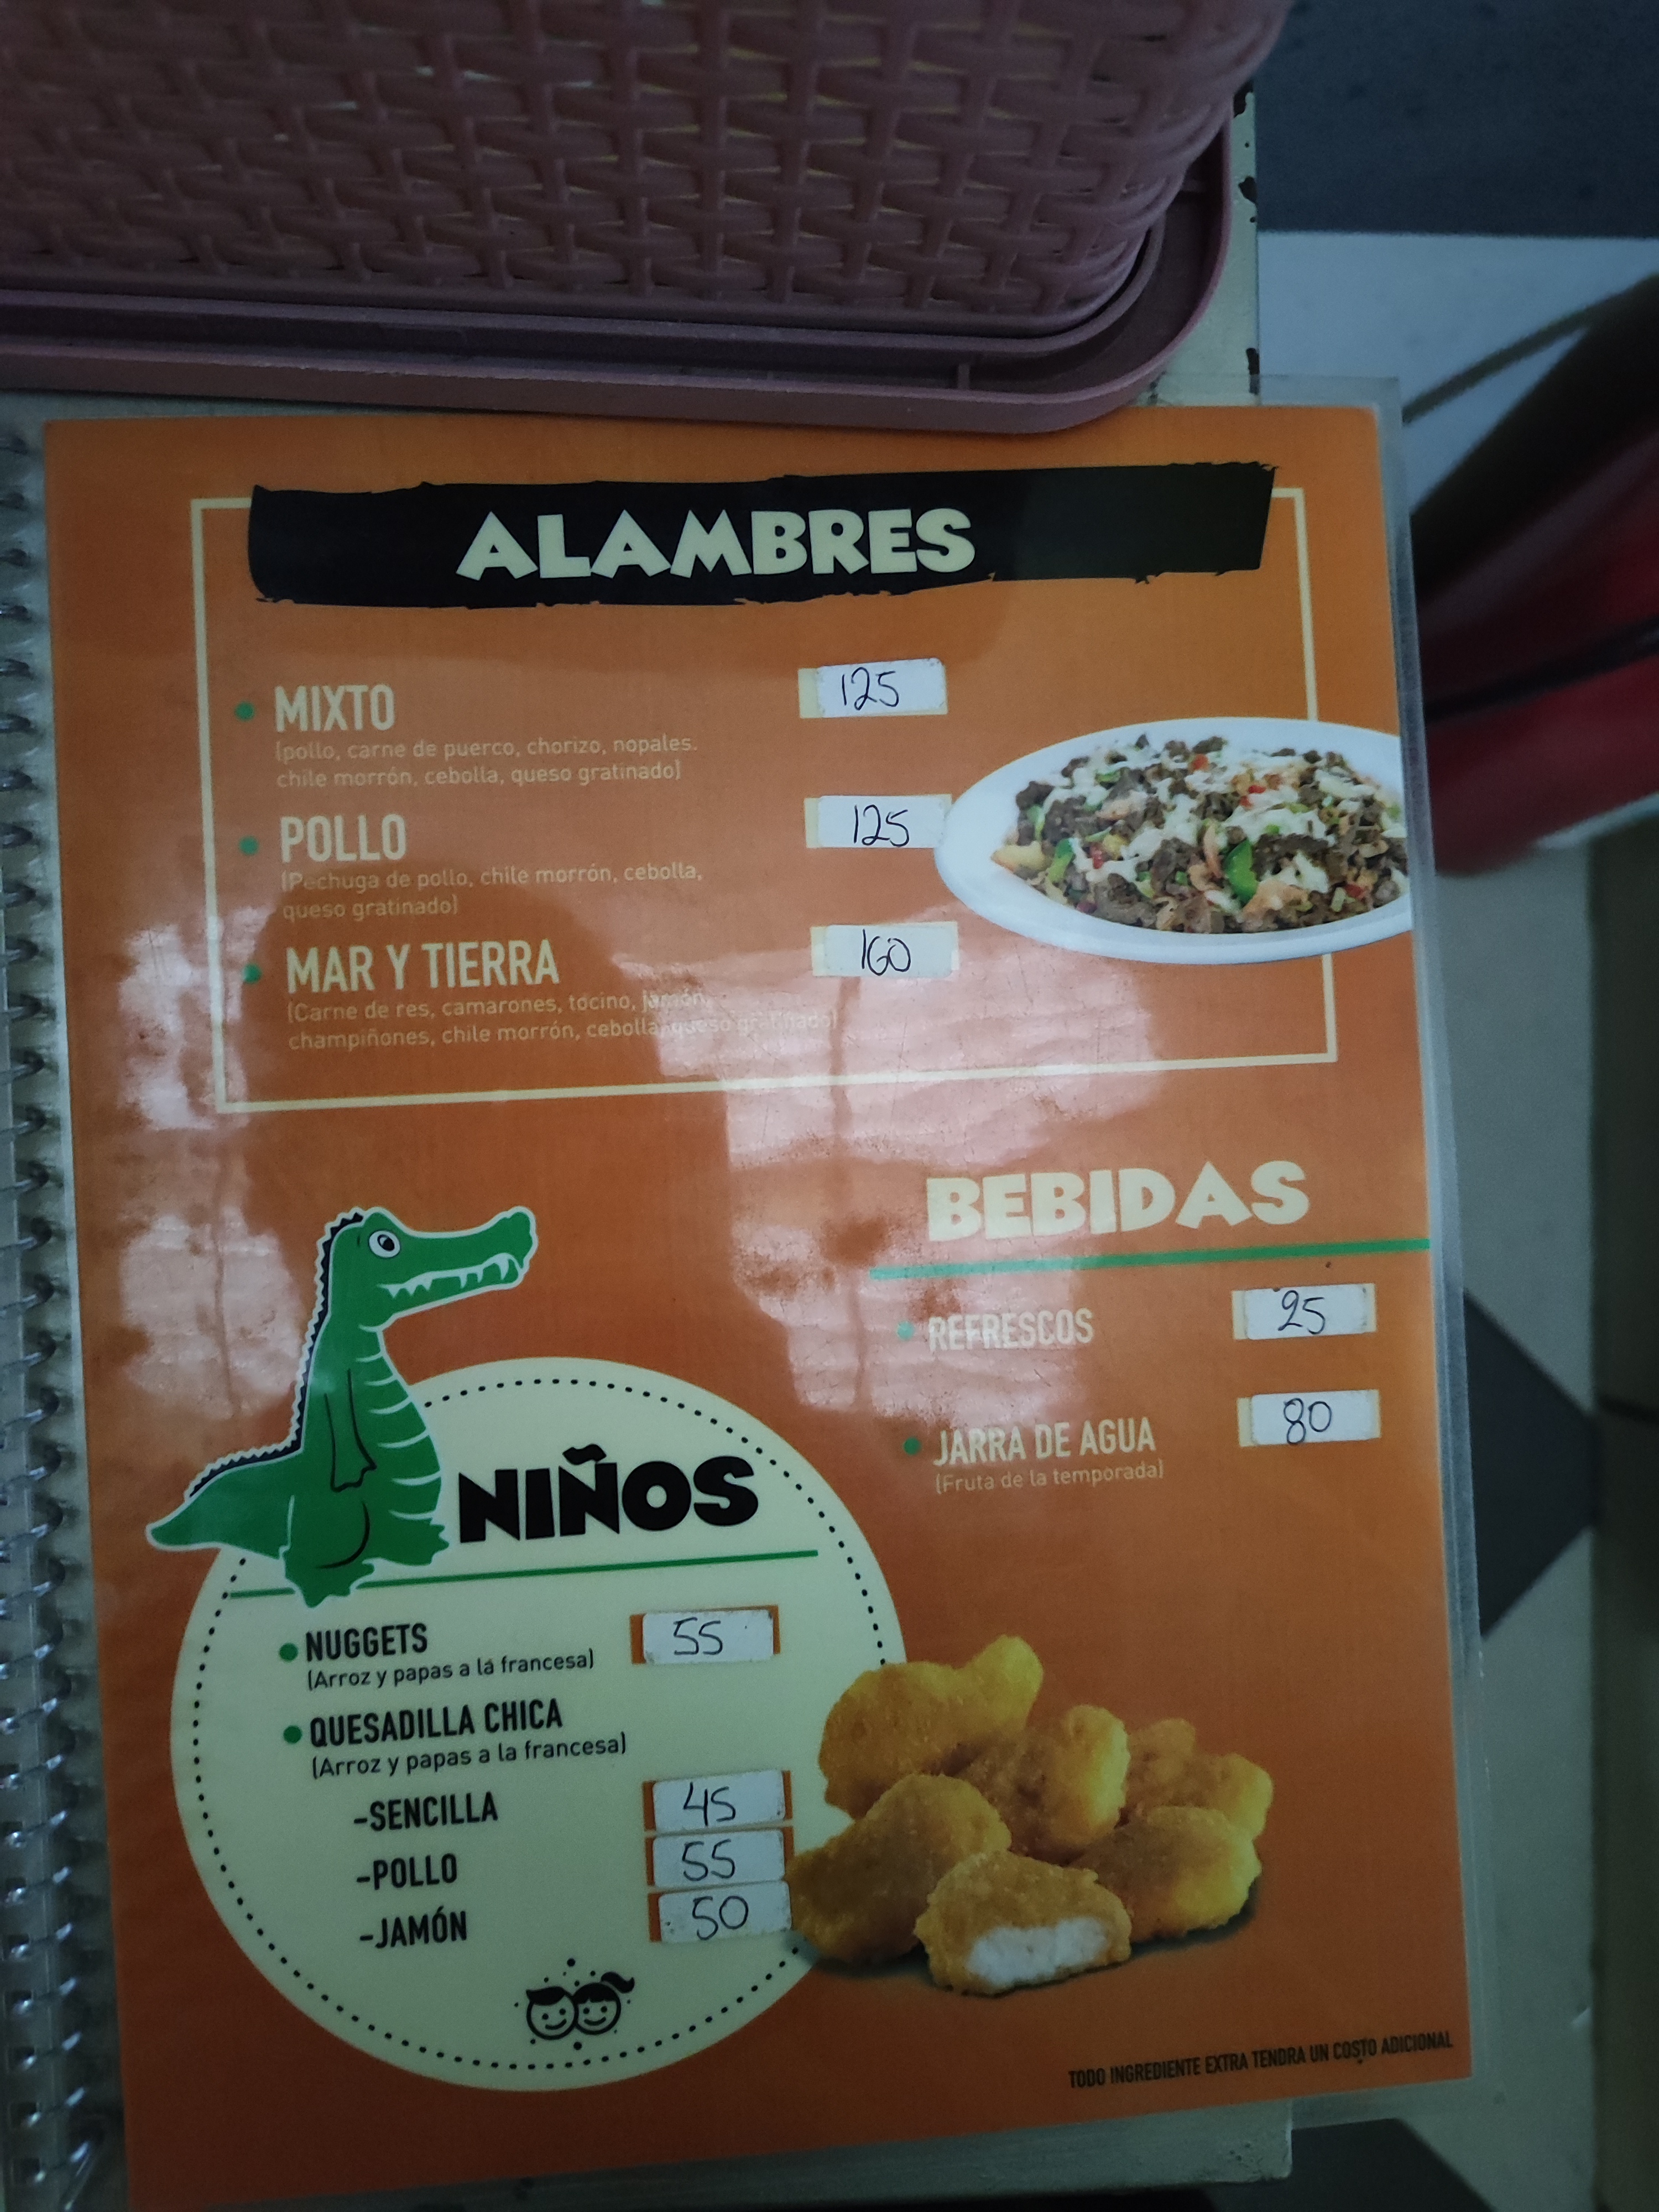 ALAMBRES
MIXTO 125
(pollo, carne de puerco, chorizo, nopales.
chile morrón, cebolla, queso gratinado)
POLLO 125
(Pechuga de pollo, chile morrón, cebolla,
queso gratinado)
MAR Y TIERRA 160
(Carne de res, camarones, tocino, jamón,
champiñones, chile morrón, cebolla, queso gratinado)
BEBIDAS
REFRESCOS 25
JARRA DE AGUA 80
(Fruta de la temporada)
NIÑOS
NUGGETS 55
(Arroz y papas a la francesa)
QUESADILLA CHICA
(Arroz y papas a la francesa)
-SENCILLA 45
-POLLO 55
-JAMÓN 50
TODO INGREDIENTE EXTRA TENDRA UN COSTO ADICIONAL